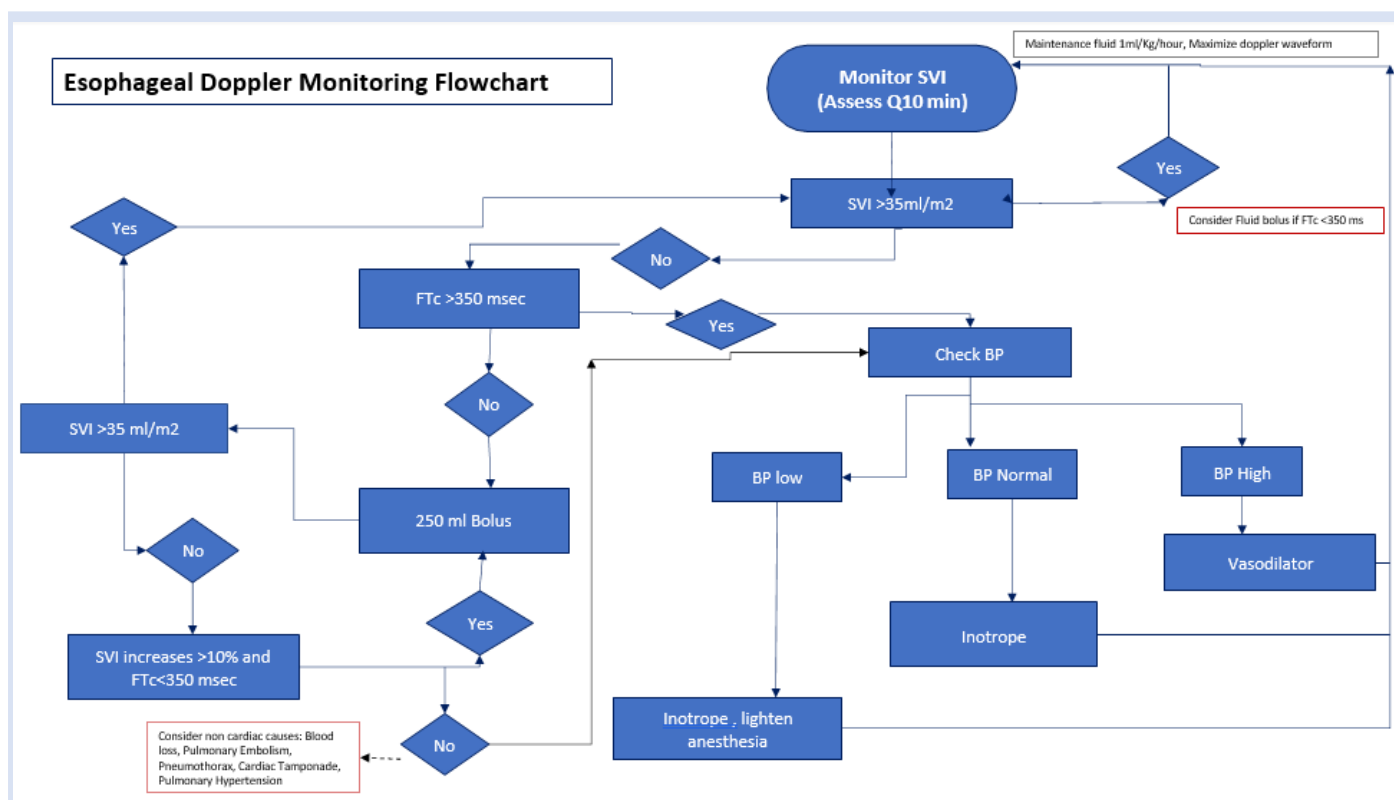 Maintenance fluid 1ml/Kg/hour, Maximize doppler waveform
Esophageal Doppler Monitoring Flowchart
Monitor SVI
(Assess Q10 min)
Yes
SVI >35ml/m2
Consider Fluid bolus if FTc <350 ms
Yes
No
FTc >350 msec
Yes
Check BP
No
SVI >35 ml/m2
BP low
BP Normal
BP High
250 ml Bolus
No
Vasodilator
Yes
Inotrope
SVI increases >10% and
FTc<350 msec
Inotrope , lighten
anesthesia
Consider non cardiac causes: Blood
loss, Pulmonary Embolism,
Pneumothorax, Cardiac Tamponade,
Pulmonary Hypertension
No